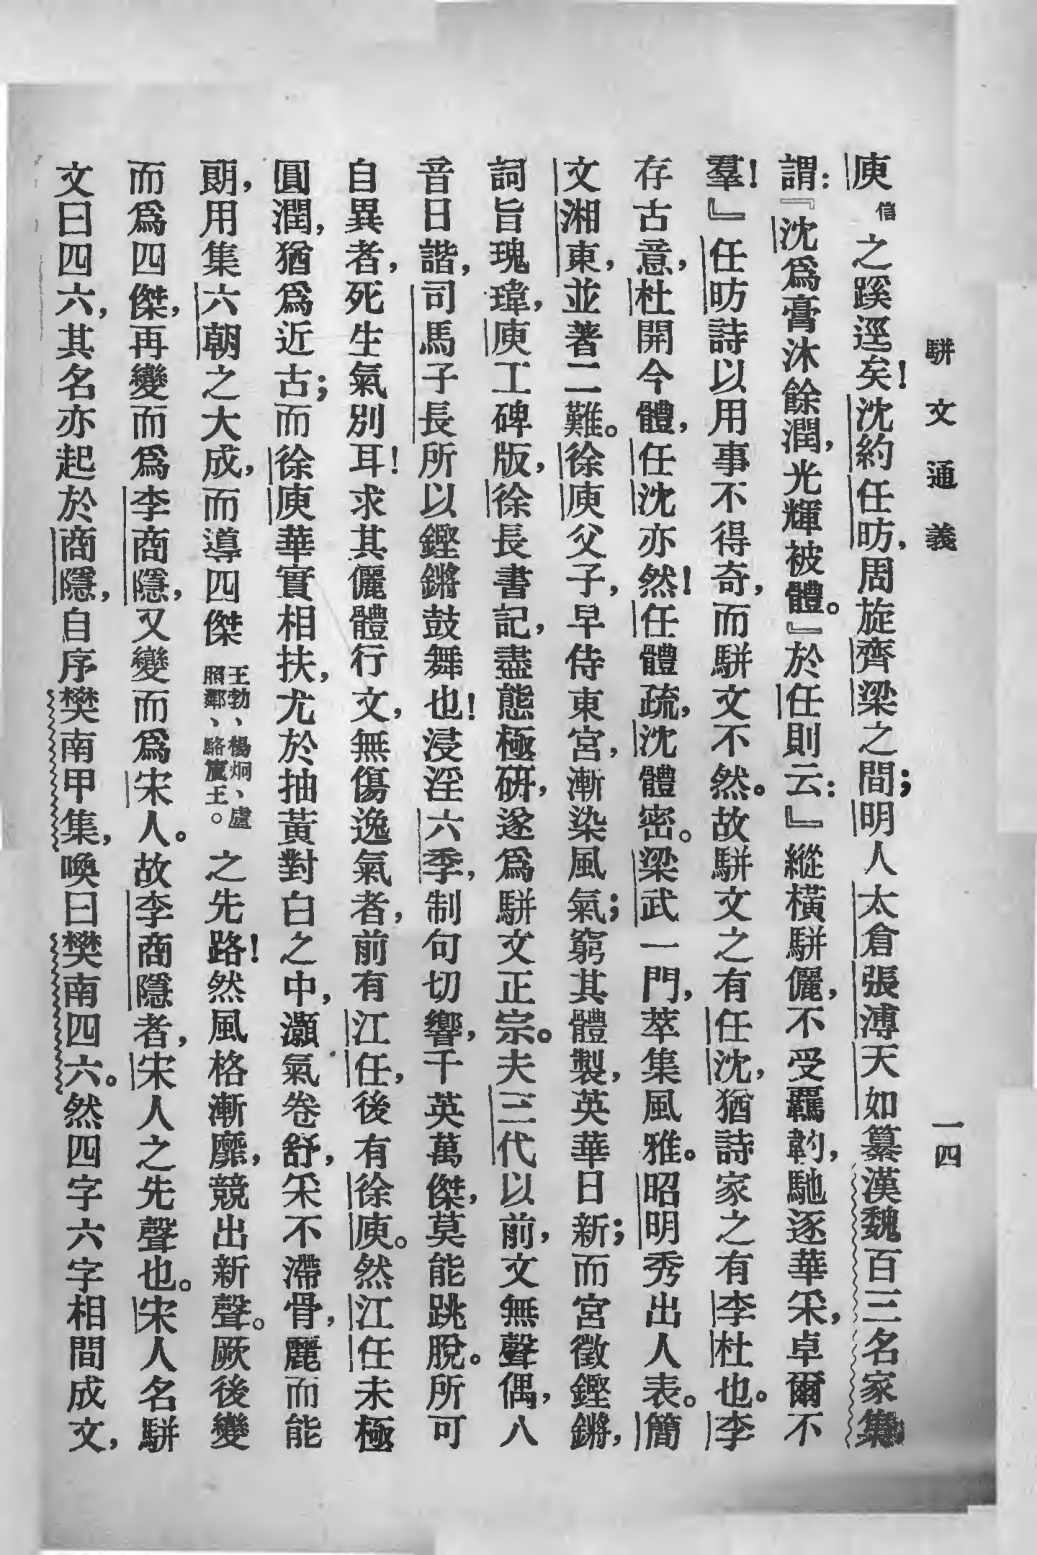 駢文通義
一四
庾信之蹊逕矣！沈約任昉，周旋齊梁之間；明人太倉張溥天如纂漢魏百三名家集，
謂：『沈爲膏沐餘潤，光輝被體。』於任則云：』縱橫駢儷，不受羈靮，馳逐華采，卓爾不
羣！』任昉詩以用事不得奇，而駢文不然。故駢文之有任沈，猶詩家之有李杜也。李
存古意，杜開今體，任沈亦然！任體疏，沈體密。梁武一門，萃集風雅。昭明秀出人表。簡
文湘東，並著二難。徐庾父子，早侍東宮，漸染風氣；窮其體製，英華日新；而宮徵鏗鏘，
詞旨瑰瑋，庾工碑版，徐長書記，盡態極研，遂爲駢文正宗。夫三代以前，文無聲偶，八
音日諧，司馬子長所以鏗鏘鼓舞也！浸淫六季，制句切響，千英萬傑，莫能跳脫。所可
自異者，死生氣別耳！求其儷體行文，無傷逸氣者，前有江任，後有徐庾。然江任未極
圓潤，猶爲近古；而徐庾華實相扶，尤於抽黃對白之中，灝氣卷舒，采不滯骨，麗而能
朗，用集六朝之大成，而導四傑王勃、楊炯、盧照鄰、駱賓王。之先路！然風格漸靡，競出新聲。厥後變
而爲四傑，再變而爲李商隱，又變而爲宋人。故李商隱者，宋人之先聲也。宋人名駢
文曰四六，其名亦起於商隱，自序樊南甲集，喚曰樊南四六。然四字六字相間成文，